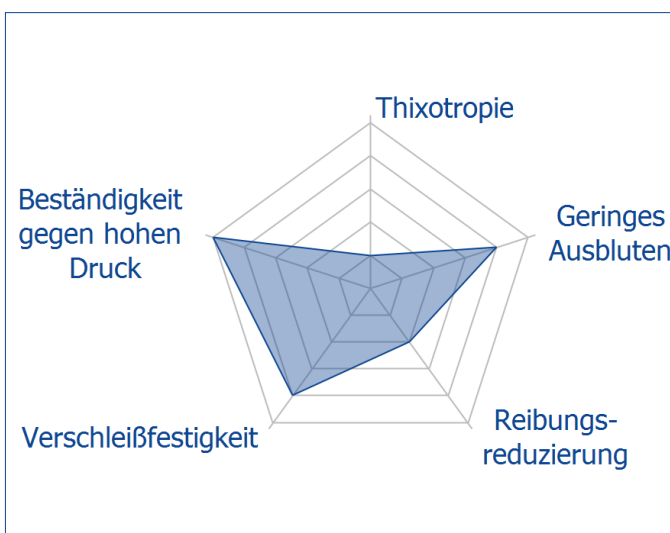 Thixotropie
Beständigkeit
gegen hohen
Druck
Geringes
Ausbluten
Verschleißfestigkeit
Reibungs-
reduzierung